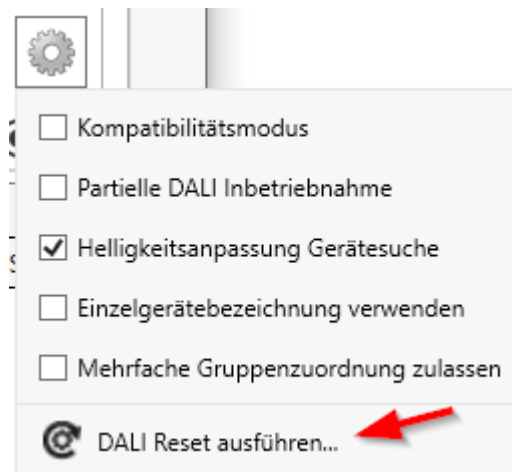 Kompatibilitätsmodus
Partielle DALI Inbetriebnahme
Helligkeitsanpassung Gerätesuche
Einzelgerätebezeichnung verwenden
Mehrfache Gruppenzuordnung zulassen
DALI Reset ausführen...